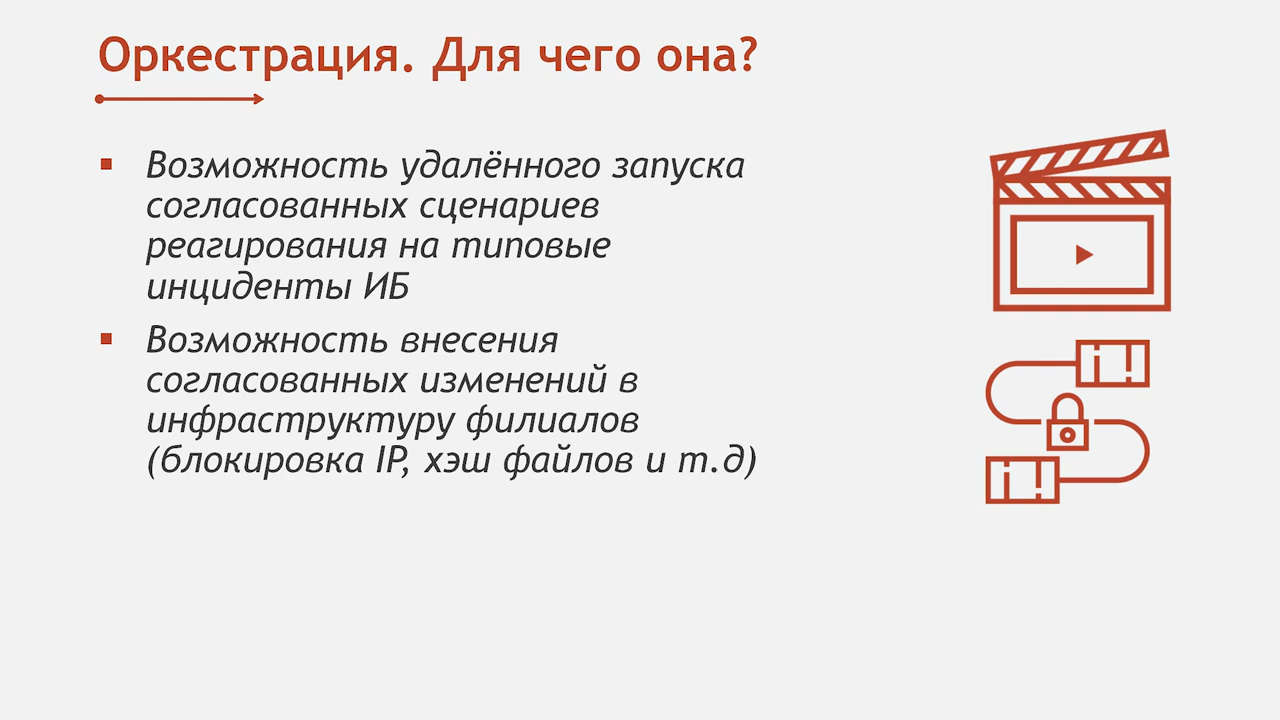 Оркестрация. Для чего она?
Возможность удалённого запуска
согласованных сценариев
реагирования на типовые
инциденты ИБ
Возможность внесения
согласованных изменений в
инфраструктуру филиалов
(блокировка IP, хэш файлов и т.д)